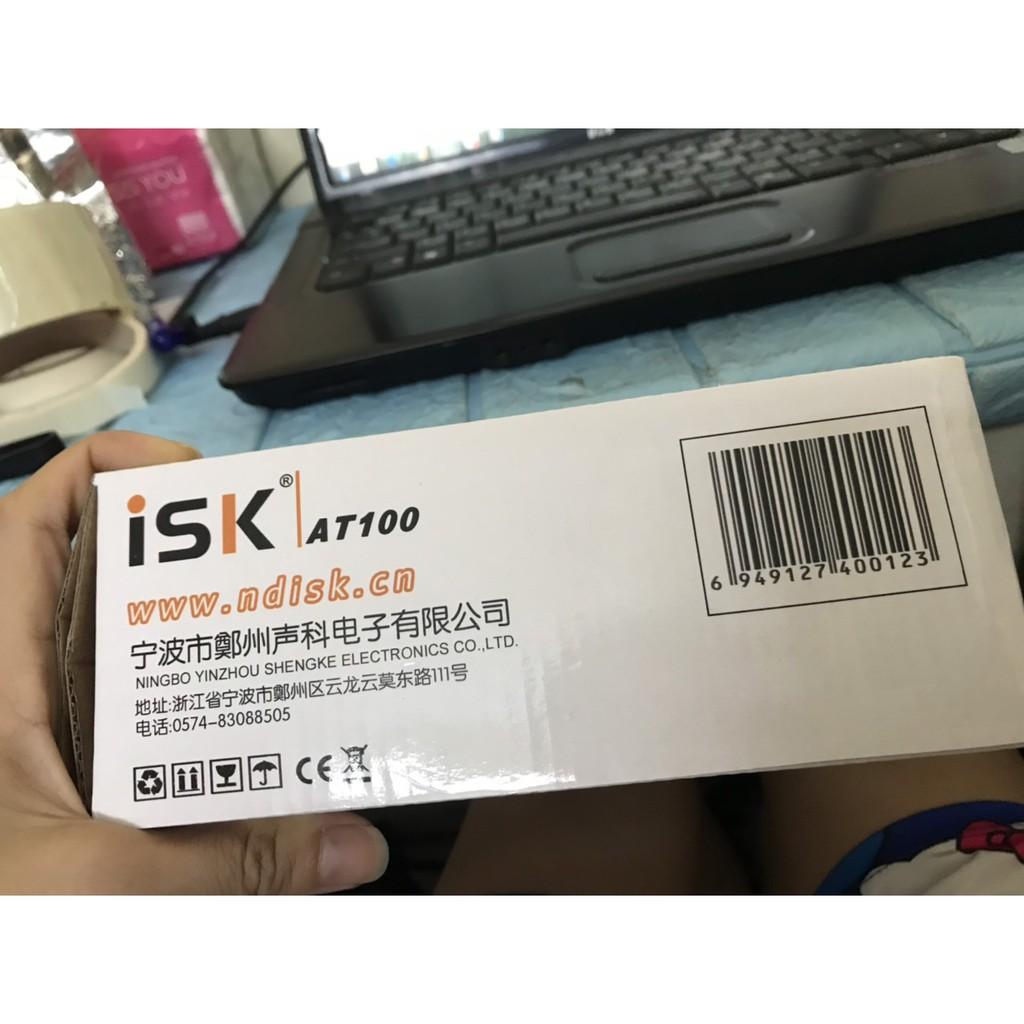 YOU
iSK® AT100
www.ndisk.cn
宁波市鄞州声科电子有限公司
NINGBO YINZHOU SHENGKE ELECTRONICS CO.,LTD.
地址:浙江省宁波市鄞州区云龙云莫东路111号
电话:0574-83088505
CE
6 949127 400123